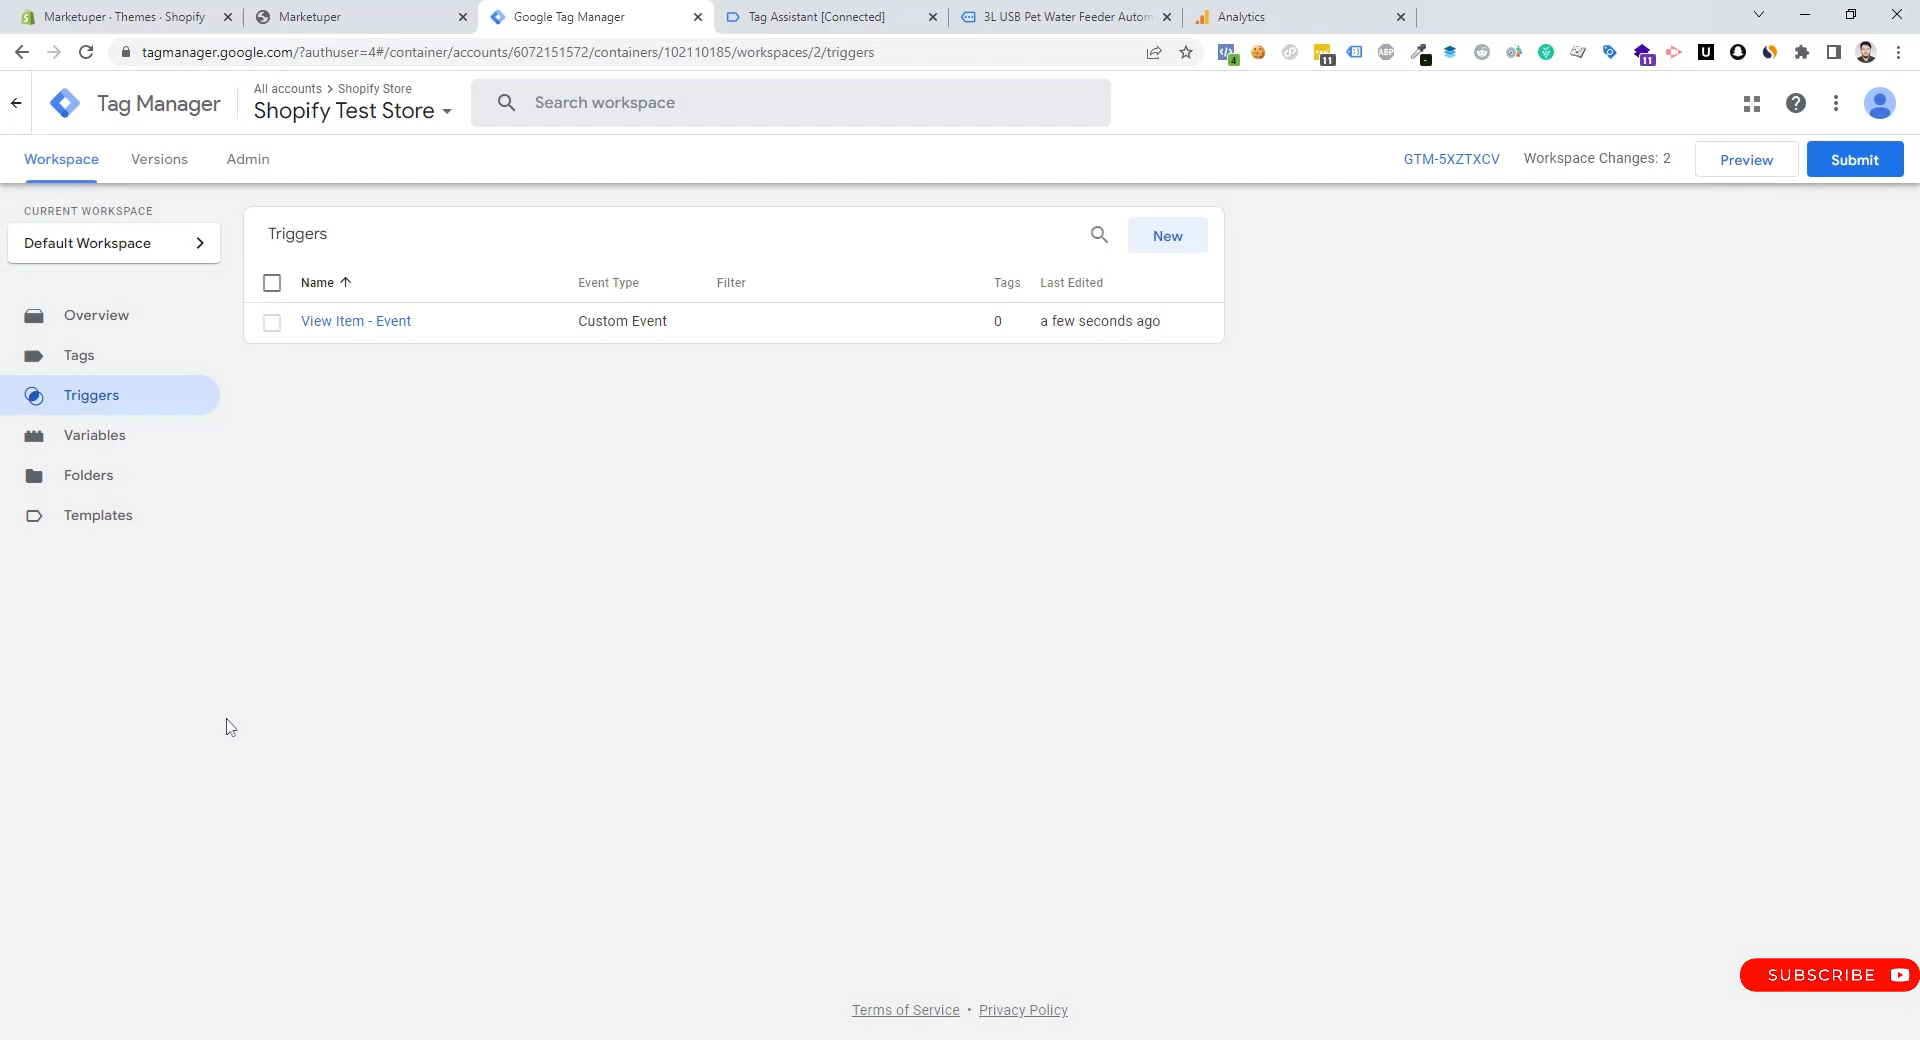 Marketuper · Themes · Shopify
Marketuper
Google Tag Manager
Tag Assistant [Connected]
3L USB Pet Water Feeder Autom
Analytics
tagmanager.google.com/?authuser=4#/container/accounts/6072151572/containers/102110185/workspaces/2/triggers
4
11
ABP
11
U
Tag Manager
All accounts > Shopify Store
Shopify Test Store
Search workspace
Workspace
Versions
Admin
GTM-5XZTXCV
Workspace Changes: 2
Preview
Submit
CURRENT WORKSPACE
Default Workspace
Overview
Tags
Triggers
Variables
Folders
Templates
Triggers
New
Name
Event Type
Filter
Tags
Last Edited
View Item - Event
Custom Event
0
a few seconds ago
SUBSCRIBE
Terms of Service • Privacy Policy